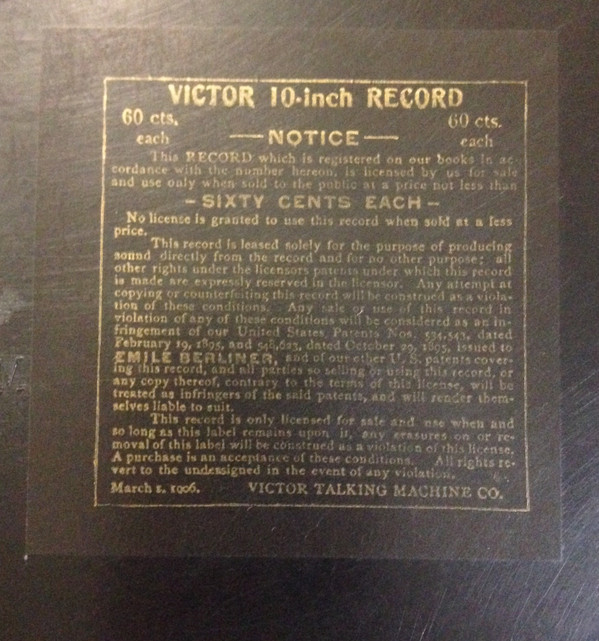 VICTOR 10-inch RECORD
60 cts. 60 cts.
each — NOTICE — each
This RECORD which is registered on our books in ac-
cordance with the number hereon, is licensed by us for sale
and use only when sold to the public at a price not less than
– SIXTY CENTS EACH –
No license is granted to use this record when sold at a less
price.
This record is leased solely for the purpose of producing
sound directly from the record and for no other purpose; all
other rights under the licensors patents under which this record
is made are expressly reserved in the licensor. Any attempt at
copying or counterfeiting this record will be construed as a viola-
tion of these conditions. Any sale or use of this record in
violation of any of these conditions will be considered as an in-
fringement of our United States Patents, Nos. 534,543, dated
February 19, 1895, and 548,623, dated October 29, 1895, issued to
EMILE BERLINER, and of our other U. S. patents cover-
ing this record, and all parties so selling or using this record, or
any copy thereof, contrary to the terms of this license, will be
treated as infringers of the said patents, and will render them-
selves liable to suit.
This record is only licensed for sale and use when and
so long as this label remains upon it, any erasures on or re-
moval of this label will be construed as a violation of this license.
A purchase is an acceptance of these conditions. All rights re-
vert to the undersigned in the event of any violation.
March 1, 1906. VICTOR TALKING MACHINE CO.